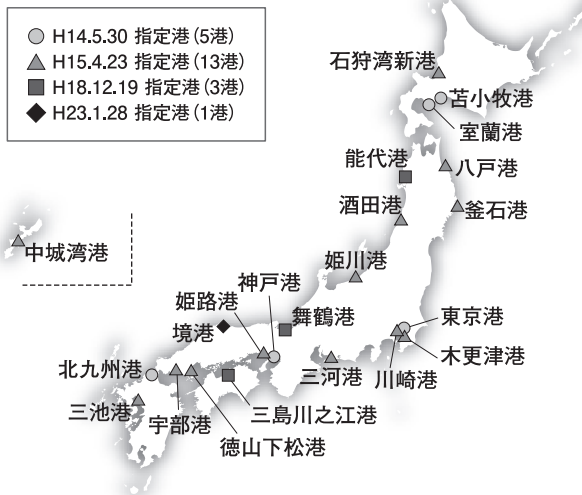 H14.5.30 指定港(5港)
H15.4.23 指定港(13港)
H18.12.19 指定港(3港)
H23.1.28 指定港(1港)
石狩湾新港
苫小牧港
室蘭港
能代港
八戸港
酒田港
釜石港
中城湾港
姫川港
神戸港
姫路港
境港
舞鶴港
東京港
木更津港
川崎港
三河港
北九州港
三池港
宇部港
三島川之江港
徳山下松港